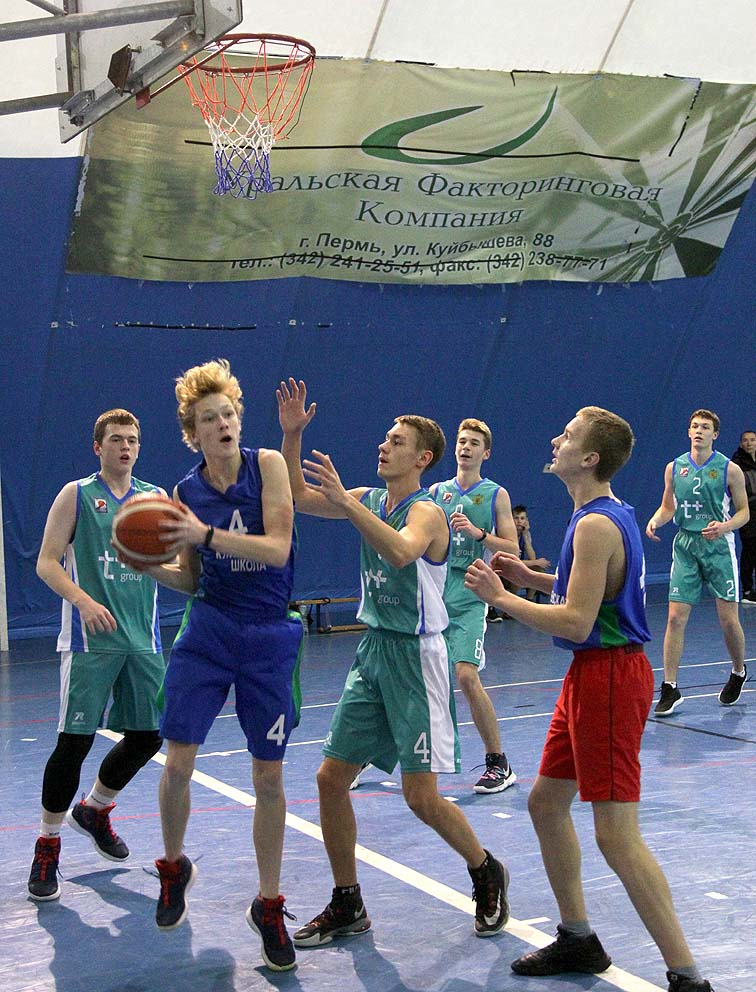 альская Факторинговая
Компания
г. Пермь, ул. Куйбышева, 88
тел.: (342) 241-25-51, факс. (342) 238-77-71
t+
group
4
ШКОЛА
4
t+
group
4
8
t+
2
t+
group
2